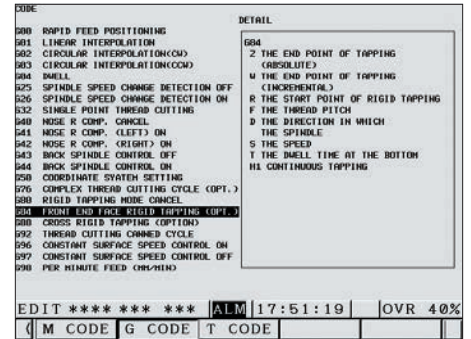 CODE
G00 RAPID FEED POSITIONING
G01 LINEAR INTERPOLATION
G02 CIRCULAR INTERPOLATION(CW)
G03 CIRCULAR INTERPOLATION(CCW)
G04 DWELL
G25 SPINDLE SPEED CHANGE DETECTION OFF
G26 SPINDLE SPEED CHANGE DETECTION ON
G32 SINGLE POINT THREAD CUTTING
G40 NOSE R COMP. CANCEL
G41 NOSE R COMP. (LEFT) ON
G42 NOSE R COMP. (RIGHT) ON
G43 BACK SPINDLE CONTROL OFF
G44 BACK SPINDLE CONTROL ON
G50 COORDINATE SYATEM SETTING
G76 COMPLEX THREAD CUTTING CYCLE (OPT.)
G80 RIGID TAPPING MODE CANCEL
G84 FRONT END FACE RIGID TAPPING (OPT.)
G88 CROSS RIGID TAPPING (OPTION)
G92 THREAD CUTTING CANNED CYCLE
G96 CONSTANT SURFACE SPEED CONTROL ON
G97 CONSTANT SURFACE SPEED CONTROL OFF
G98 PER MINUTE FEED (MM/MIN)
DETAIL
G84
Z THE END POINT OF TAPPING
(ABSOLUTE)
W THE END POINT OF TAPPING
(INCREMENTAL)
R THE START POINT OF RIGID TAPPING
F THE THREAD PITCH
D THE DIRECTION IN WHICH
THE SPINDLE
S THE SPEED
T THE DWELL TIME AT THE BOTTOM
H1 CONTINUOUS TAPPING
EDIT **** *** *** ALM 17:51:19 OVR 40%
( M CODE G CODE T CODE